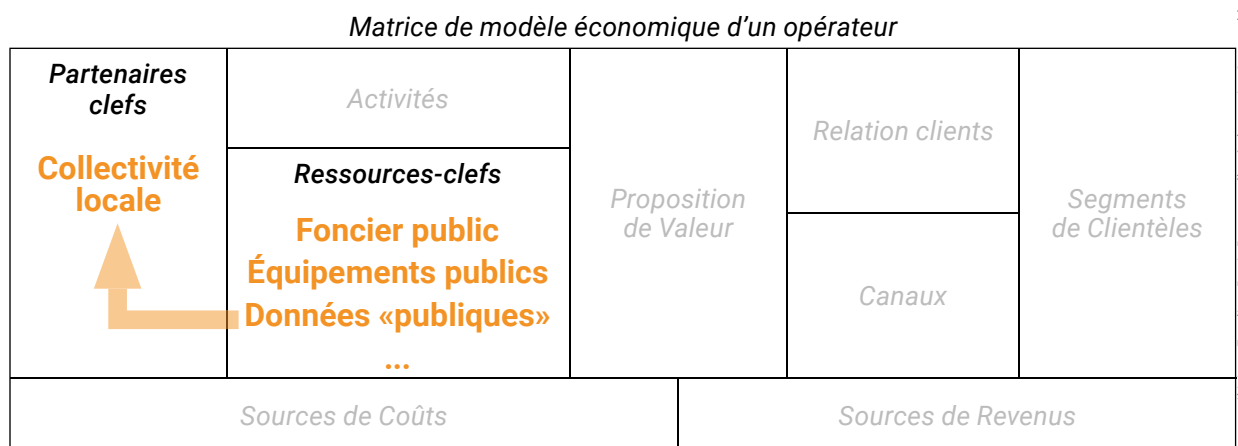 Matrice de modèle économique d’un opérateur
Partenaires
clefs
Collectivité
locale
Activités
Ressources-clefs
Foncier public
Équipements publics
Données «publiques»
...
Proposition
de Valeur
Relation clients
Canaux
Segments
de Clientèles
Sources de Coûts
Sources de Revenus